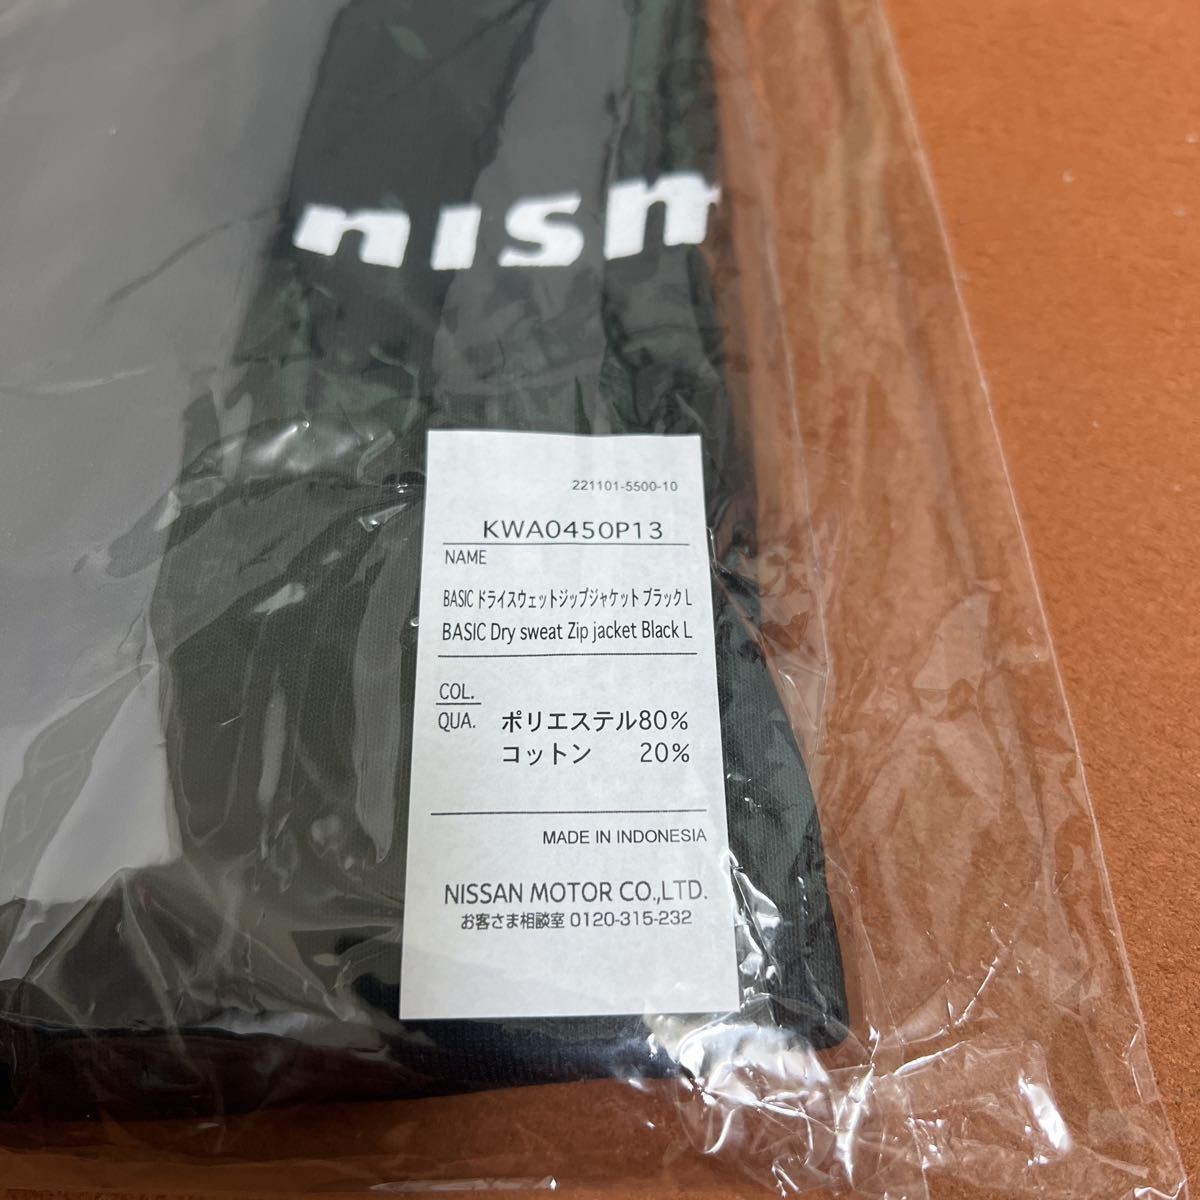 nism
221101-5500-10
KWA0450P13
NAME
BASIC ドライスウェットジップジャケット ブラック L
BASIC Dry sweat Zip jacket Black L
COL.
QUA. ポリエステル80%
コットン 20%
MADE IN INDONESIA
NISSAN MOTOR CO.,LTD.
お客さま相談室 0120-315-232